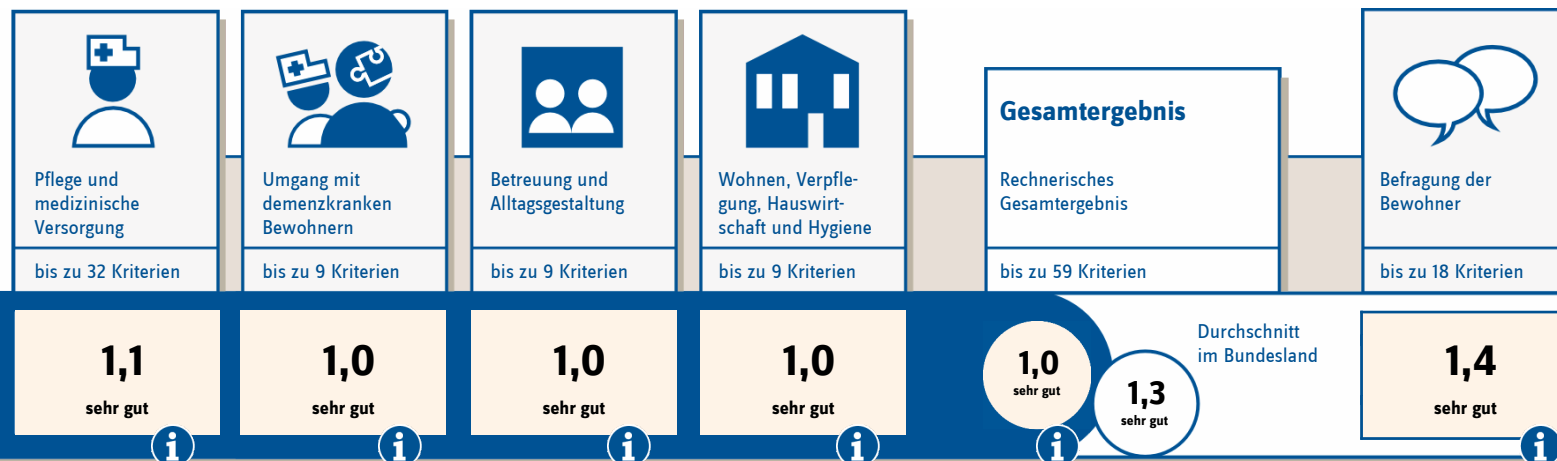 Pflege und
medizinische
Versorgung
bis zu 32 Kriterien
1,1
sehr gut
Umgang mit
demenzkranken
Bewohnern
bis zu 9 Kriterien
1,0
sehr gut
Betreuung und
Alltagsgestaltung
bis zu 9 Kriterien
1,0
sehr gut
Wohnen, Verpfle-
gung, Hauswirt-
schaft und Hygiene
bis zu 9 Kriterien
1,0
sehr gut
Gesamtergebnis
Rechnerisches
Gesamtergebnis
bis zu 59 Kriterien
1,0
sehr gut
Durchschnitt
im Bundesland
1,3
sehr gut
Befragung der
Bewohner
bis zu 18 Kriterien
1,4
sehr gut